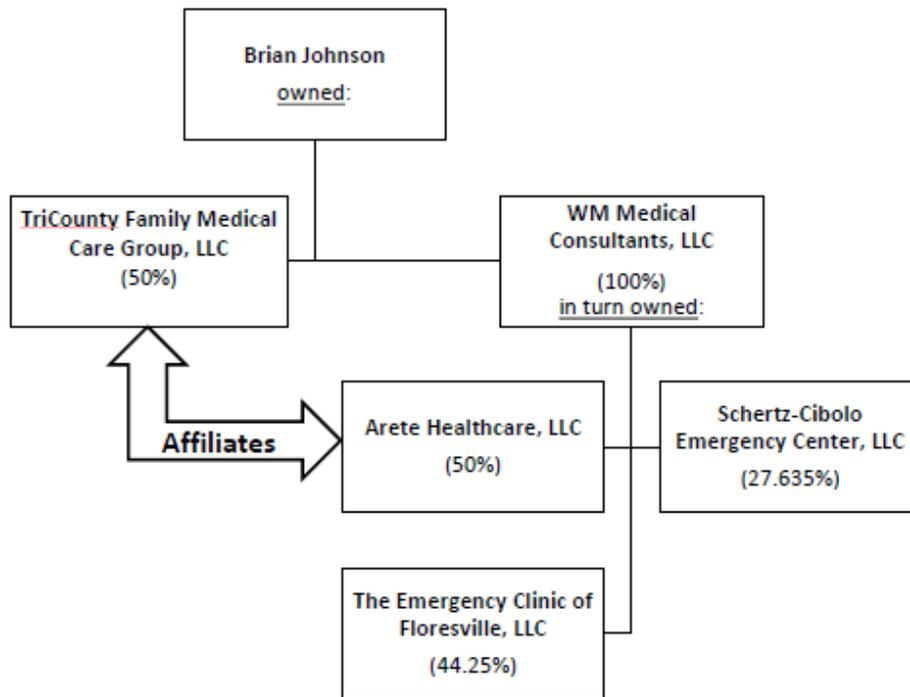 Brian Johnson
owned:
TriCounty Family Medical
Care Group, LLC
(50%)
WM Medical
Consultants, LLC
(100%)
in turn owned:
Affiliates
Arete Healthcare, LLC
(50%)
Schertz-Cibolo
Emergency Center, LLC
(27.635%)
The Emergency Clinic of
Floresville, LLC
(44.25%)